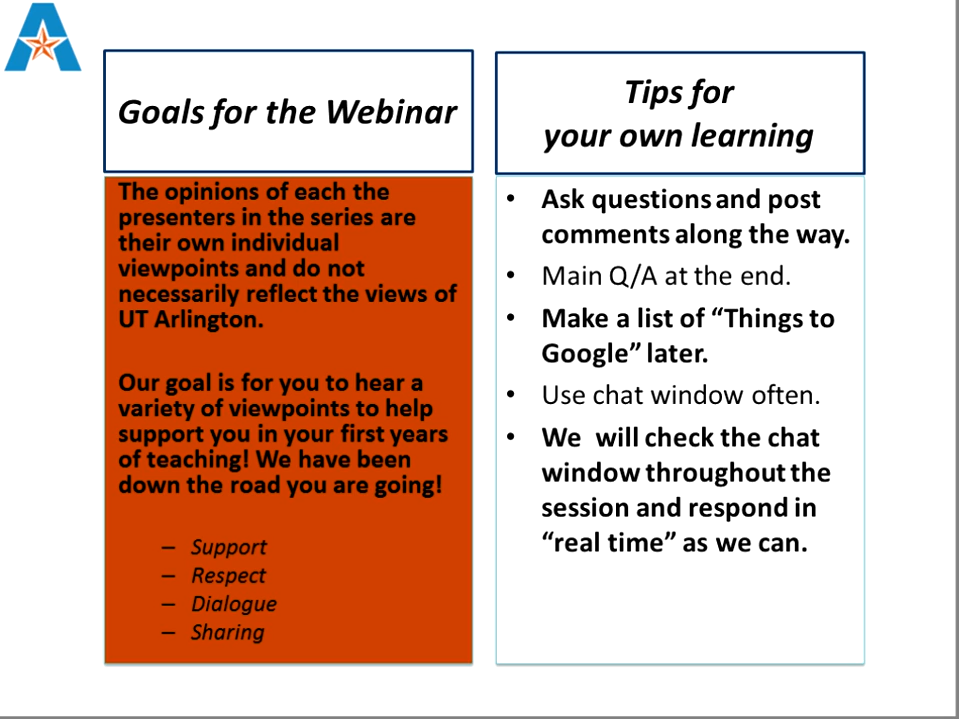 Goals for the Webinar
The opinions of each the
presenters in the series are
their own individual
viewpoints and do not
necessarily reflect the views of
UT Arlington.
Our goal is for you to hear a
variety of viewpoints to help
support you in your first years
of teaching! We have been
down the road you are going!
– Support
– Respect
– Dialogue
– Sharing
Tips for
your own learning
• Ask questions and post
comments along the way.
• Main Q/A at the end.
• Make a list of “Things to
Google” later.
• Use chat window often.
• We will check the chat
window throughout the
session and respond in
“real time” as we can.